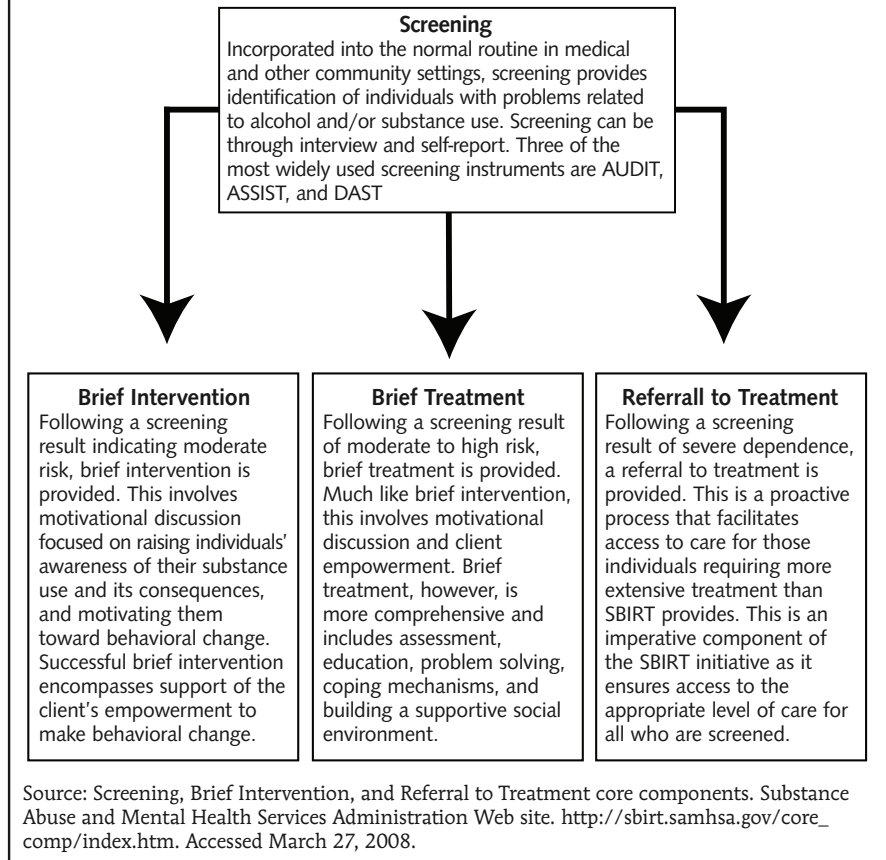 Screening
Incorporated into the normal routine in medical
and other community settings, screening provides
identification of individuals with problems related
to alcohol and/or substance use. Screening can be
through interview and self-report. Three of the
most widely used screening instruments are AUDIT,
ASSIST, and DAST
Brief Intervention
Following a screening
result indicating moderate
risk, brief intervention is
provided. This involves
motivational discussion
focused on raising individuals’
awareness of their substance
use and its consequences,
and motivating them
toward behavioral change.
Successful brief intervention
encompasses support of the
client’s empowerment to
make behavioral change.
Brief Treatment
Following a screening result
of moderate to high risk,
brief treatment is provided.
Much like brief intervention,
this involves motivational
discussion and client
empowerment. Brief
treatment, however, is
more comprehensive and
includes assessment,
education, problem solving,
coping mechanisms, and
building a supportive social
environment.
Referrall to Treatment
Following a screening
result of severe dependence,
a referral to treatment is
provided. This is a proactive
process that facilitates
access to care for those
individuals requiring more
extensive treatment than
SBIRT provides. This is an
imperative component of
the SBIRT initiative as it
ensures access to the
appropriate level of care for
all who are screened.
Source: Screening, Brief Intervention, and Referral to Treatment core components. Substance
Abuse and Mental Health Services Administration Web site. http://sbirt.samhsa.gov/core_
comp/index.htm. Accessed March 27, 2008.